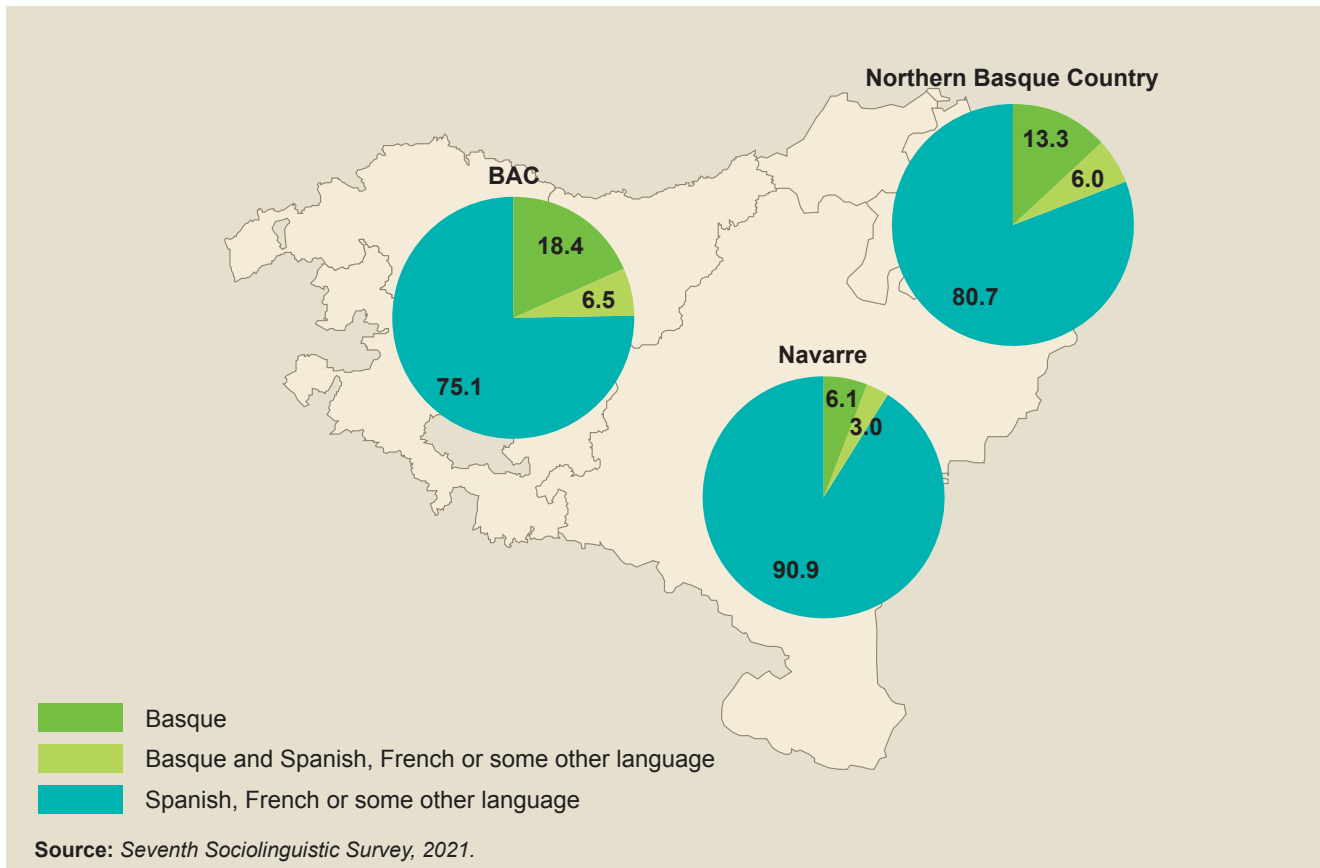 Northern Basque Country
13.3
6.0
80.7
BAC
18.4
6.5
75.1
Navarre
6.1
3.0
90.9
Basque
Basque and Spanish, French or some other language
Spanish, French or some other language
Source: Seventh Sociolinguistic Survey, 2021.